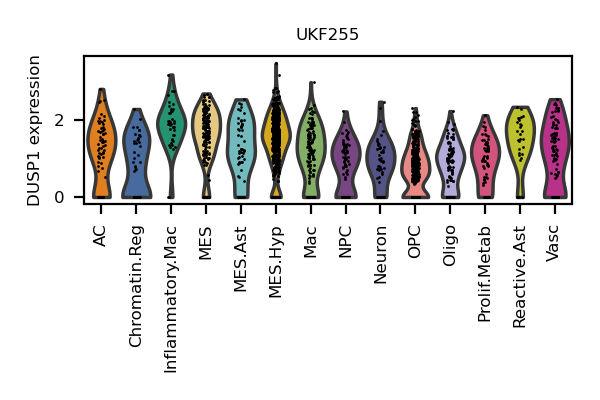 UKF255
DUSP1 expression
2
0
AC
Chromatin.Reg
Inflammatory.Mac
MES
MES.Ast
MES.Hyp
Mac
NPC
Neuron
OPC
Oligo
Prolif.Metab
Reactive.Ast
Vasc